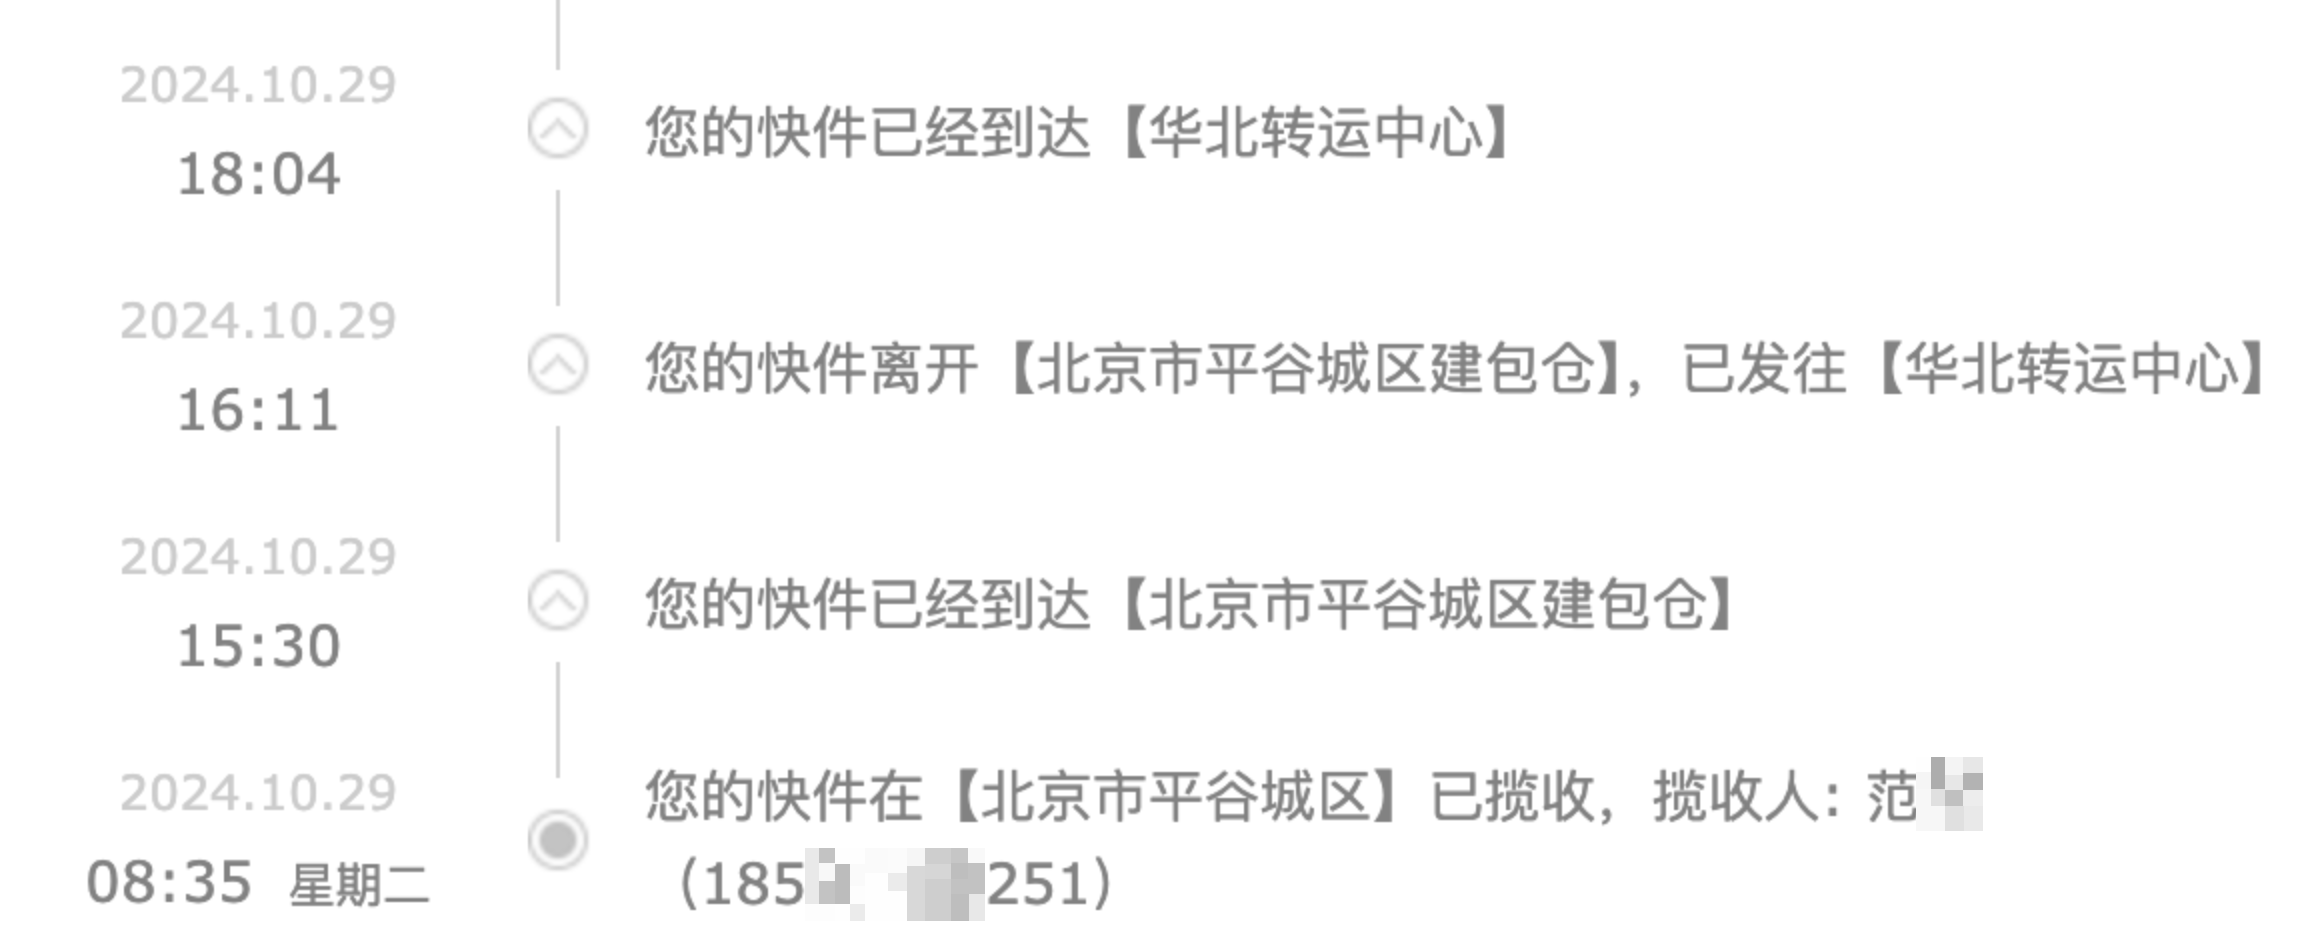 2024.10.29
18:04
您的快件已经到达【华北转运中心】
2024.10.29
16:11
您的快件离开【北京市平谷城区建包仓】，已发往【华北转运中心】
2024.10.29
15:30
您的快件已经到达【北京市平谷城区建包仓】
2024.10.29
08:35 星期二
您的快件在【北京市平谷城区】已揽收，揽收人：范
（185 251）